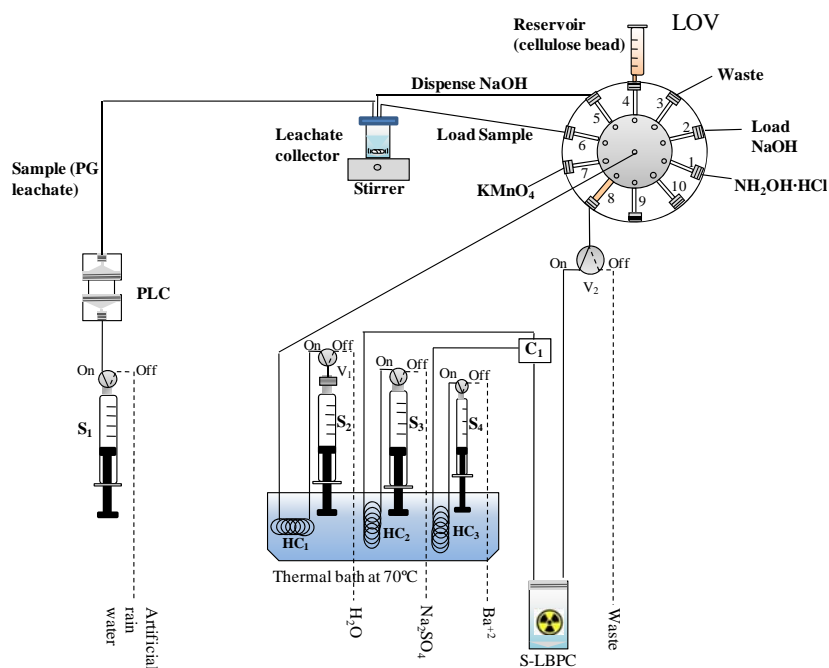 Reservoir
(cellulose bead)
LOV
Waste
Dispense NaOH
4
3
5
2
Load
NaOH
Leachate
collector
Load Sample
6
1
7
Sample (PG
leachate)
Stirrer
KMnO₄
8
9
10
NH₂OH·HCl
On
Off
V₂
PLC
On
Off
S₁
On
Off
V₁
S₂
On
Off
S₃
On
Off
S₄
C₁
HC₁
HC₂
HC₃
Thermal bath at 70ºC
Artificial
rain
water
H₂O
Na₂SO₄
Ba⁺²
Waste
S-LBPC